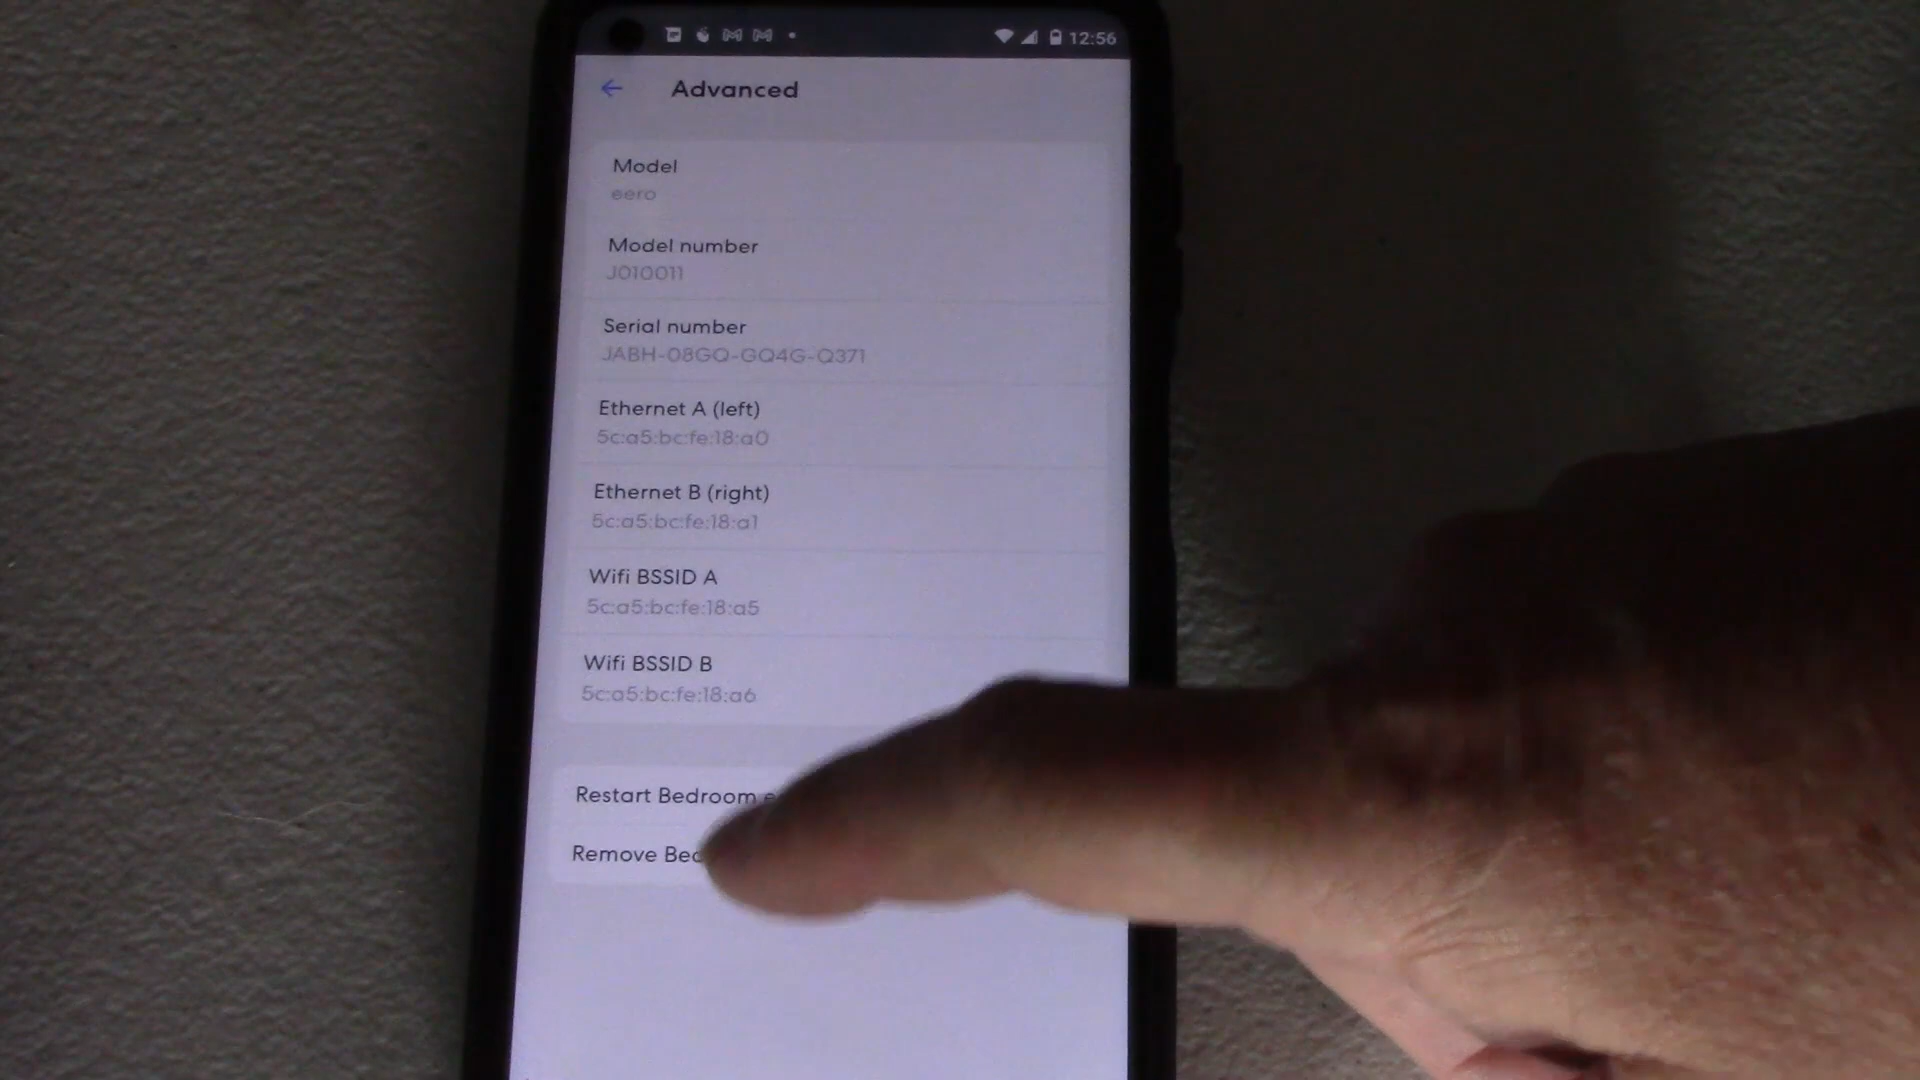 12:56
Advanced
Model
eero
Model number
J010011
Serial number
JABH-08GQ-GQ4G-Q371
Ethernet A (left)
5c:a5:bc:fe:18:a0
Ethernet B (right)
5c:a5:bc:fe:18:a1
Wifi BSSID A
5c:a5:bc:fe:18:a5
Wifi BSSID B
5c:a5:bc:fe:18:a6
Restart Bedroom
Remove